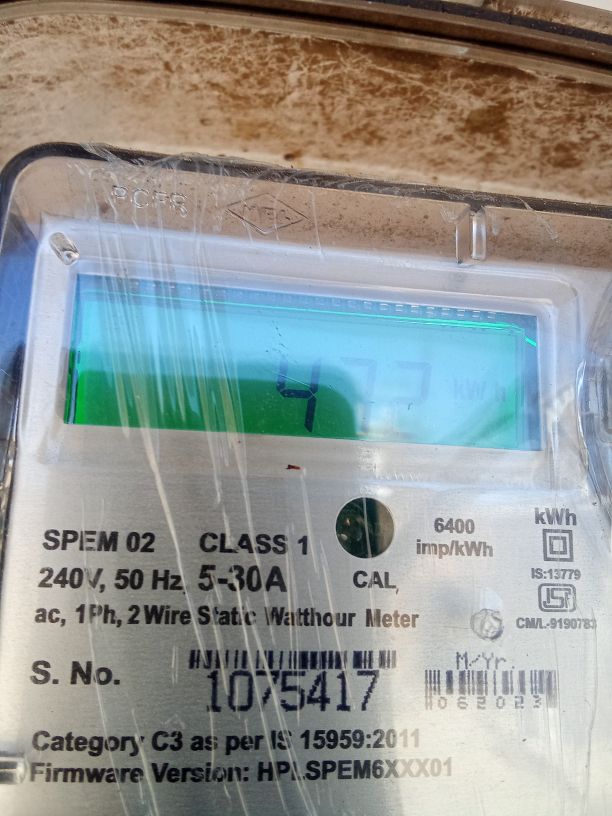 472 kW h
SPEM 02 CLASS 1
6400 imp/kWh
kWh
240V, 50 Hz, 5-30A CAL
IS:13779
ac, 1Ph, 2 Wire Static Watthour Meter
CM/L-9190783
S. No. 1075417
M/Yr.
062023
Category C3 as per IS 15959:2011
Firmware Version: HPLSPEM6XXX01